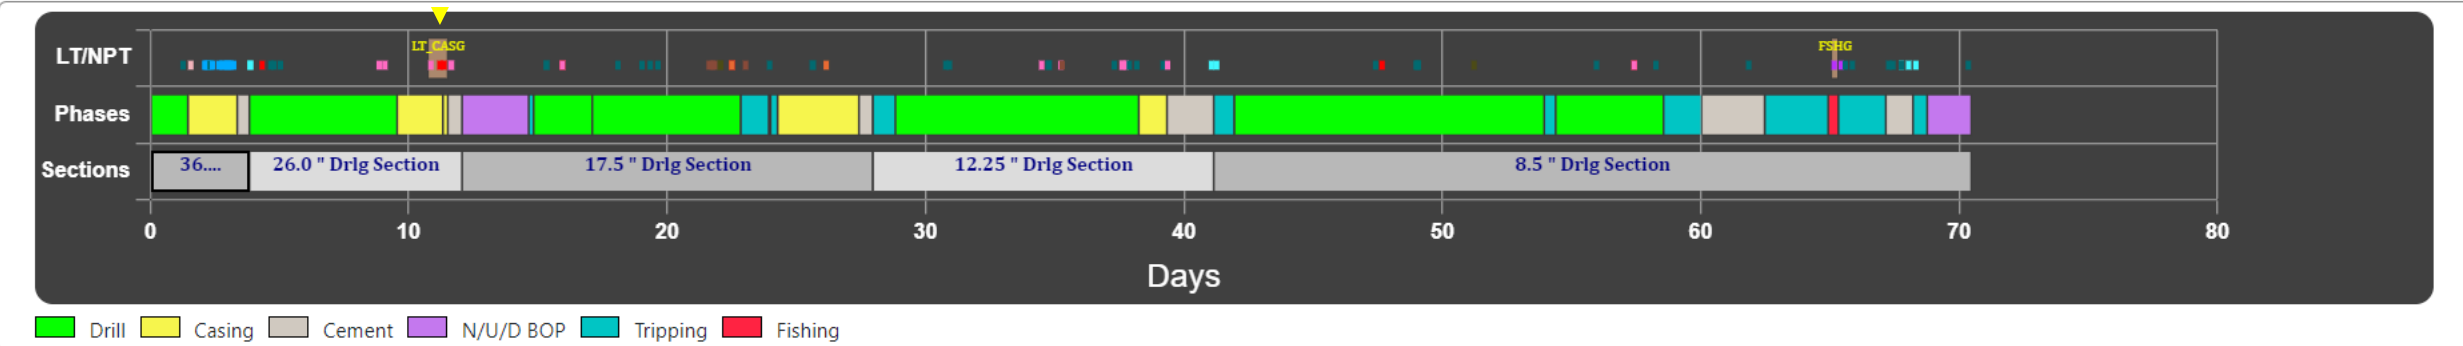 LT/NPT
LT_CASG
FSHG
Phases
Sections
36.... 26.0 " Drlg Section 17.5 " Drlg Section 12.25 " Drlg Section 8.5 " Drlg Section
0 10 20 30 40 50 60 70 80
Days
Drill Casing Cement N/U/D BOP Tripping Fishing